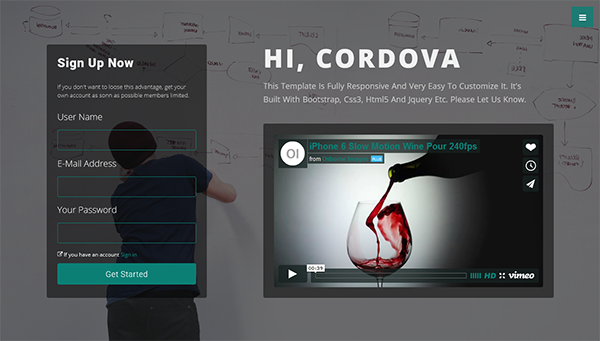 Sign Up Now
If you don't want to loose this advantage, get your
own account as sonn as possible members limited.
User Name
E-Mail Address
Your Password
If you have an account Sign in
Get Started
HI, CORDOVA
This Template Is Fully Responsive And Very Easy To Customize It. It's
Built With Bootstrap, Css3, Html5 And Jquery Etc. Please Let Us Know.
OI
iPhone 6 Slow Motion Wine Pour 240fps
from
00:39
HD
vimeo